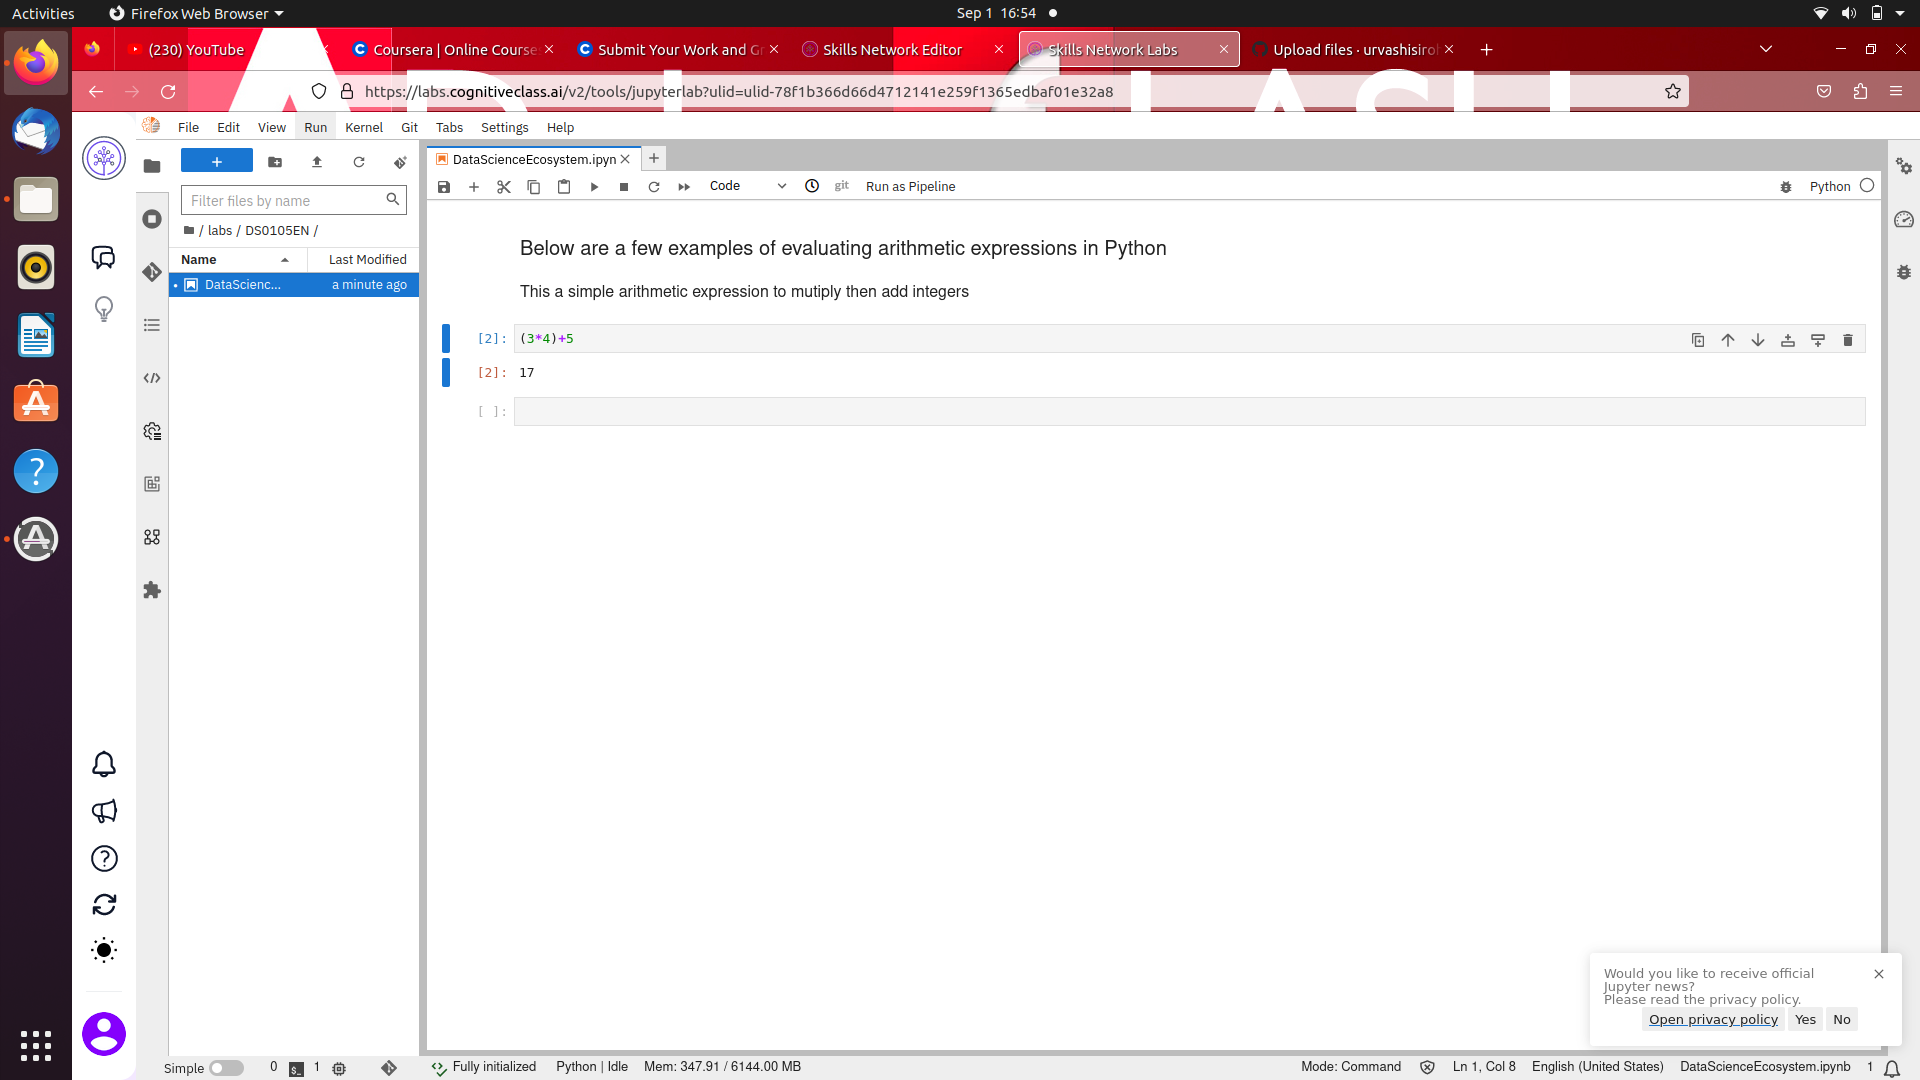 Activities
Firefox Web Browser
Sep 1 16:54
(230) YouTube
Coursera | Online Course
Submit Your Work and Gr
Skills Network Editor
Skills Network Labs
Upload files · urvashisiroh
https://labs.cognitiveclass.ai/v2/tools/jupyterlab?ulid=ulid-78f1b366d66d4712141e259f1365edbaf01e32a8
File Edit View Run Kernel Git Tabs Settings Help
DataScienceEcosystem.ipyn
Code
git
Run as Pipeline
Python
Filter files by name
/ labs / DS0105EN /
Name
Last Modified
DataScienc...
a minute ago
Below are a few examples of evaluating arithmetic expressions in Python
This a simple arithmetic expression to mutiply then add integers
[2]: (3*4)+5
[2]: 17
[ ]:
Would you like to receive official
Jupyter news?
Please read the privacy policy.
Open privacy policy
Yes
No
Simple
0
1
Fully initialized
Python | Idle
Mem: 347.91 / 6144.00 MB
Mode: Command
Ln 1, Col 8
English (United States)
DataScienceEcosystem.ipynb
1